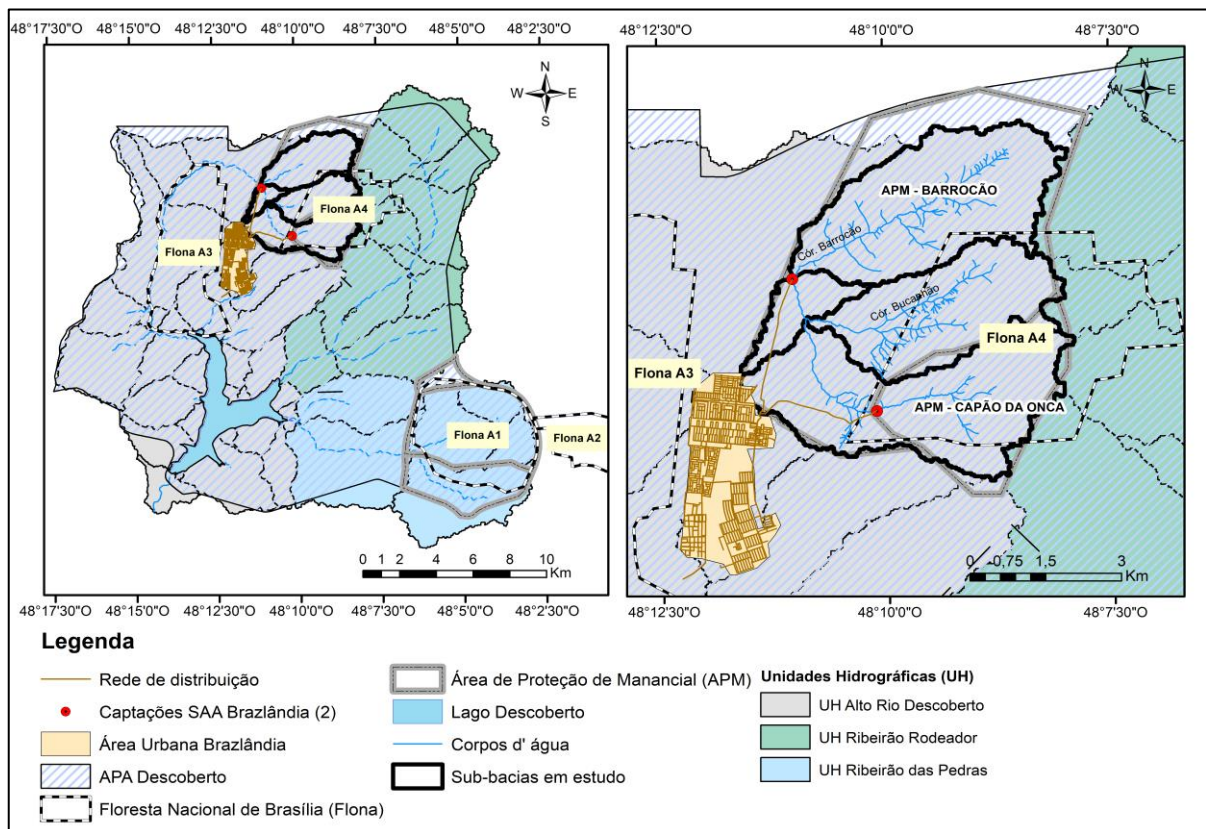 48°12'30"O 48°10'0"O 48°7'30"O 48°5'0"O 48°2'30"O
48°17'30"O 48°15'0"O
N
W E
S
Flona A4
Flona A3
Flona A1
Flona A2
0 1 2 4 6 8 10
Km
48°17'30"O 48°15'0"O 48°12'30"O 48°10'0"O 48°7'30"O 48°5'0"O 48°2'30"O
48°12'30"O 48°10'0"O 48°7'30"O
N
W E
S
APM - BARROCÃO
Cór. Barrocão
Cór. Bucanhão
Flona A4
Flona A3
APM - CAPÃO DA ONCA
0 0,75 1,5 3
Km
48°12'30"O 48°10'0"O 48°7'30"O
Legenda
Rede de distribuição
Captações SAA Brazlândia (2)
Área Urbana Brazlândia
APA Descoberto
Floresta Nacional de Brasília (Flona)
Área de Proteção de Manancial (APM)
Lago Descoberto
Corpos d' água
Sub-bacias em estudo
Unidades Hidrográficas (UH)
UH Alto Rio Descoberto
UH Ribeirão Rodeador
UH Ribeirão das Pedras